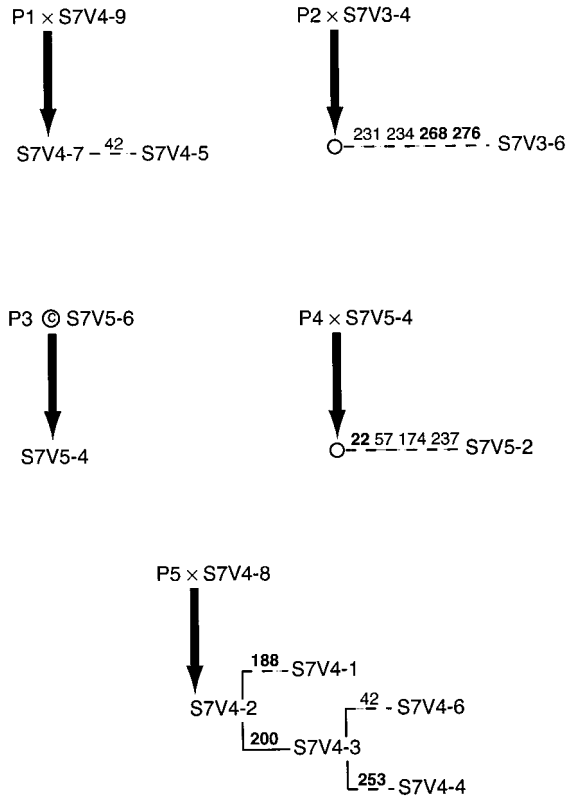 P1 × S7V4-9
S7V4-7 42 S7V4-5
P2 × S7V3-4
231 234 268 276 S7V3-6
P3 © S7V5-6
S7V5-4
P4 × S7V5-4
22 57 174 237 S7V5-2
P5 × S7V4-8
188 S7V4-1
S7V4-2
42 S7V4-6
200 S7V4-3
253 S7V4-4